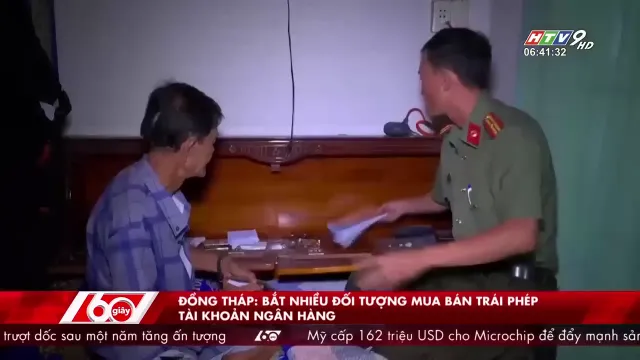 HTV9 HD
06:41:32
60 giây
ĐỒNG THÁP: BẮT NHIỀU ĐỐI TƯỢNG MUA BÁN TRÁI PHÉP
TÀI KHOẢN NGÂN HÀNG
trượt dốc sau một năm tăng ấn tượng
Mỹ cấp 162 triệu USD cho Microchip để đẩy mạnh sản